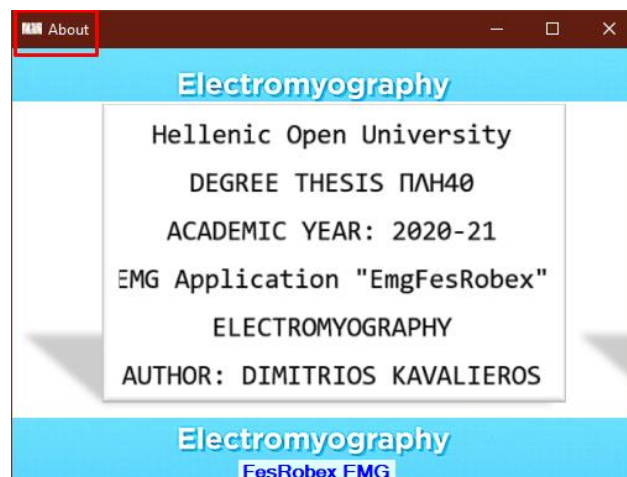 About
Electromyography
Hellenic Open University
DEGREE THESIS ΠΛΗ40
ACADEMIC YEAR: 2020-21
EMG Application "EmgFesRobex"
ELECTROMYOGRAPHY
AUTHOR: DIMITRIOS KAVALIEROS
Electromyography
FesRobex EMG